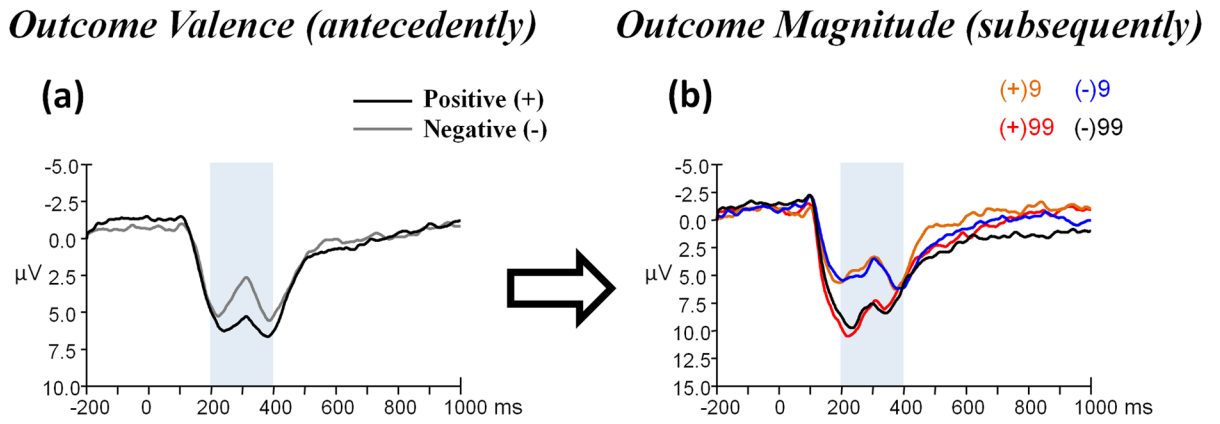 Outcome Valence (antecedently)
Outcome Magnitude (subsequently)
(a)
Positive (+)
Negative (-)
-5.0
-2.5
0.0
2.5
5.0
7.5
10.0
µV
-200 0 200 400 600 800 1000 ms
(b)
(+)9 (-)9
(+)99 (-)99
-5.0
-2.5
0.0
2.5
5.0
7.5
10.0
12.5
15.0
µV
-200 0 200 400 600 800 1000 ms